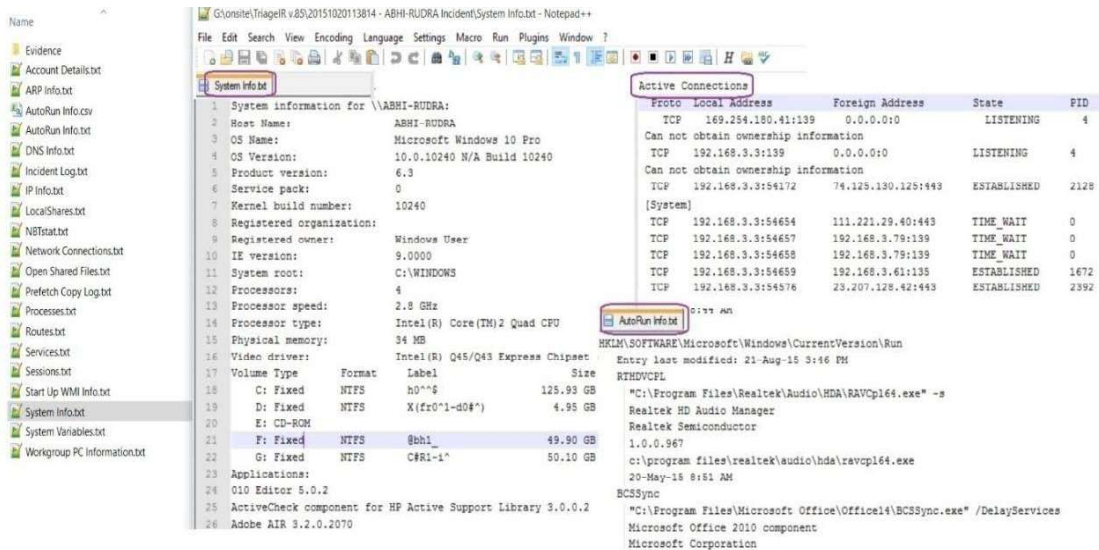 Name
Evidence
Account Details.txt
ARP Info.txt
AutoRun Info.csv
AutoRun Info.txt
DNS Info.txt
Incident Log.txt
IP Info.txt
LocalShares.txt
NBTstat.txt
Network Connections.txt
Open Shared Files.txt
Prefetch Copy Log.txt
Processes.txt
Routes.txt
Services.txt
Sessions.txt
Start Up WMI Info.txt
System Info.txt
System Variables.txt
Workgroup PC Information.txt
G:\onsite\TriageIR v.85\20151020113814 - ABHI-RUDRA Incident\System Info.txt - Notepad++
File Edit Search View Encoding Language Settings Macro Run Plugins Window ?
System Info.txt
1 System information for \\ABHI-RUDRA:
2 Host Name: ABHI-RUDRA
3 OS Name: Microsoft Windows 10 Pro
4 OS Version: 10.0.10240 N/A Build 10240
5 Product version: 6.3
6 Service pack: 0
7 Kernel build number: 10240
8 Registered organization:
9 Registered owner: Windows User
10 IE version: 9.0000
11 System root: C:\WINDOWS
12 Processors: 4
13 Processor speed: 2.8 GHz
14 Processor type: Intel(R) Core(TM)2 Quad CPU
15 Physical memory: 34 MB
16 Video driver: Intel(R) Q45/Q43 Express Chipset
17 Volume Type Format Label Size
18 C: Fixed NTFS h0^^$ 125.93 GB
19 D: Fixed NTFS X(fr0^1-d0#^) 4.95 GB
20 E: CD-ROM
21 F: Fixed NTFS @bh1_ 49.90 GB
22 G: Fixed NTFS C#R1-i^ 50.10 GB
23 Applications:
24 010 Editor 5.0.2
25 ActiveCheck component for HP Active Support Library 3.0.0.2
26 Adobe AIR 3.2.0.2070
Active Connections
Proto Local Address Foreign Address State PID
TCP 169.254.180.41:139 0.0.0.0:0 LISTENING 4
Can not obtain ownership information
TCP 192.168.3.3:139 0.0.0.0:0 LISTENING 4
Can not obtain ownership information
TCP 192.168.3.3:54172 74.125.130.125:443 ESTABLISHED 2128
[System]
TCP 192.168.3.3:54654 111.221.29.40:443 TIME_WAIT 0
TCP 192.168.3.3:54657 192.168.3.79:139 TIME_WAIT 0
TCP 192.168.3.3:54658 192.168.3.79:139 TIME_WAIT 0
TCP 192.168.3.3:54659 192.168.3.61:135 ESTABLISHED 1672
TCP 192.168.3.3:54576 23.207.128.42:443 ESTABLISHED 2392
AutoRun Info.txt
HKLM\SOFTWARE\Microsoft\Windows\CurrentVersion\Run
Entry last modified: 21-Aug-15 3:46 PM
RTHDVCPL
"C:\Program Files\Realtek\Audio\HDA\RAVCpl64.exe" -s
Realtek HD Audio Manager
Realtek Semiconductor
1.0.0.967
c:\program files\realtek\audio\hda\ravcpl64.exe
20-May-15 8:51 AM
BCSSync
"C:\Program Files\Microsoft Office\Office14\BCSSync.exe" /DelayServices
Microsoft Office 2010 component
Microsoft Corporation